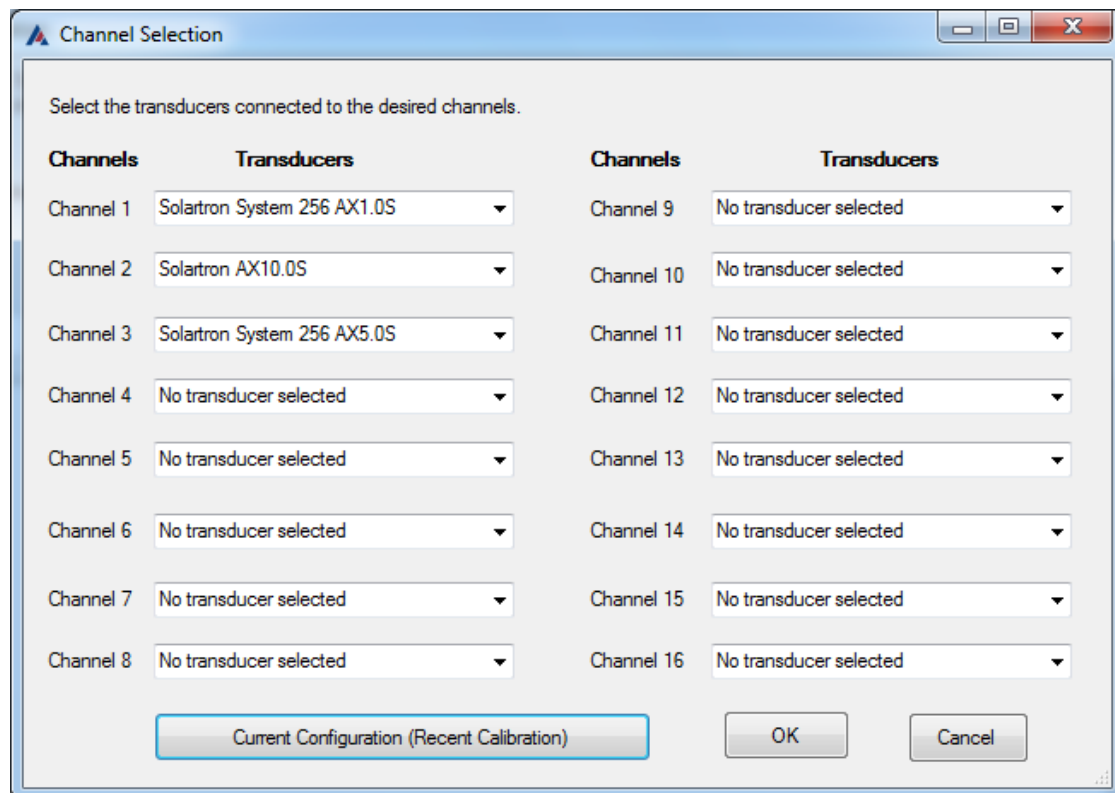 Channel Selection
Select the transducers connected to the desired channels.
Channels Transducers Channels Transducers
Channel 1 Solartron System 256 AX1.0S Channel 9 No transducer selected
Channel 2 Solartron AX10.0S Channel 10 No transducer selected
Channel 3 Solartron System 256 AX5.0S Channel 11 No transducer selected
Channel 4 No transducer selected Channel 12 No transducer selected
Channel 5 No transducer selected Channel 13 No transducer selected
Channel 6 No transducer selected Channel 14 No transducer selected
Channel 7 No transducer selected Channel 15 No transducer selected
Channel 8 No transducer selected Channel 16 No transducer selected
Current Configuration (Recent Calibration) OK Cancel